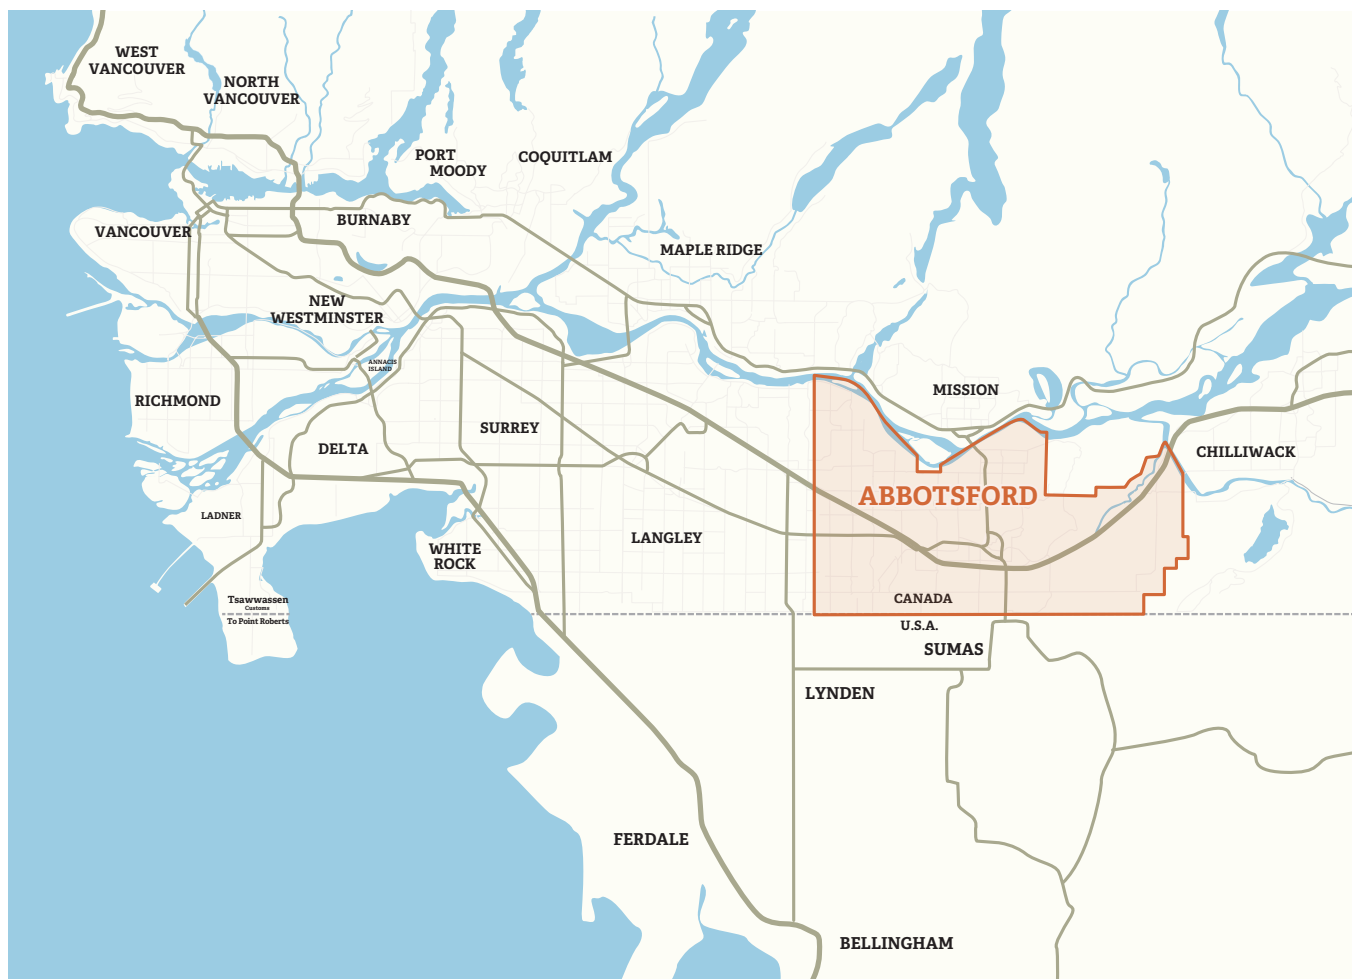 WEST
VANCOUVER
NORTH
VANCOUVER
PORT
MOODY
COQUITLAM
BURNABY
VANCOUVER
MAPLE RIDGE
NEW
WESTMINSTER
ANNACIS
ISLAND
MISSION
RICHMOND
SURREY
DELTA
CHILLIWACK
ABBOTSFORD
LADNER
LANGLEY
WHITE
ROCK
Tsawwassen
Customs
To Point Roberts
CANADA
U.S.A.
SUMAS
LYNDEN
FERDALE
BELLINGHAM